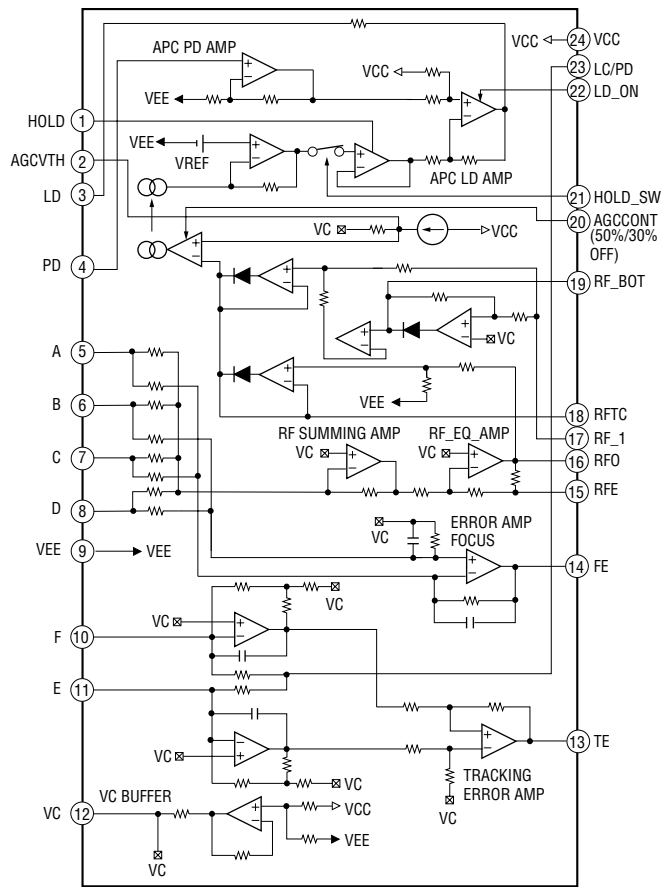 APC PD AMP
VCC
24 VCC
VCC
23 LC/PD
22 LD_ON
VEE
HOLD 1
VEE
VREF
AGCVTH 2
APC LD AMP
LD 3
21 HOLD_SW
VC
VCC
20 AGCCONT
(50%/30%
OFF)
PD 4
19 RF_BOT
VC
A 5
B 6
VEE
18 RFTC
RF SUMMING AMP
RF_EQ_AMP
17 RF_1
VC
VC
C 7
16 RFO
15 RFE
D 8
VC
ERROR AMP
FOCUS
VEE 9
VEE
14 FE
VC
VC
F 10
E 11
VC
13 TE
VC
TRACKING
ERROR AMP
VC
VC BUFFER
VC 12
VCC
VEE
VC
+
−
+
−
+
−
+
−
+
−
+
−
+
−
+
−
+
−
+
−
+
−
+
−
+
−
+
−
+
−
+
−